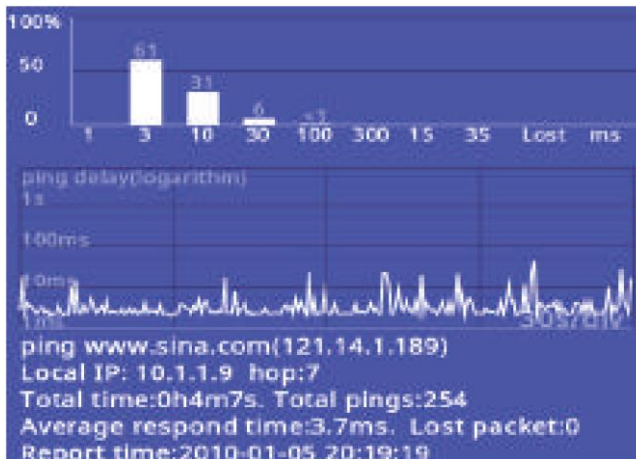 100%
61
50
31
6
<1
0
1 3 10 30 100 300 1S 3S Lost ms
ping delay(logarithm)
1s
100ms
10ms
1ms
30s/div
ping www.sina.com(121.14.1.189)
Local IP: 10.1.1.9 hop:7
Total time:0h4m7s. Total pings:254
Average respond time:3.7ms. Lost packet:0
Report time:2010-01-05 20:19:19